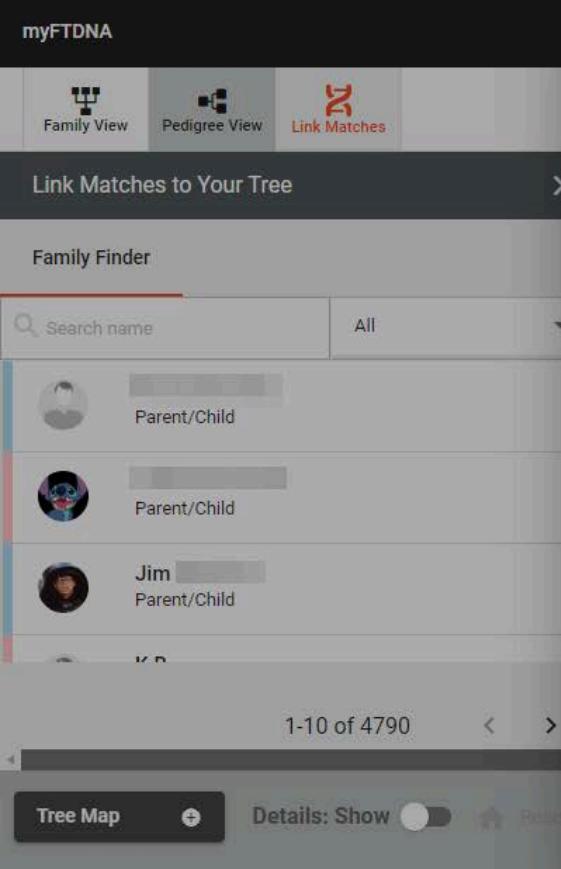 myFTDNA
Family View Pedigree View Link Matches
Link Matches to Your Tree
Family Finder
Search name All
Parent/Child
Parent/Child
Jim
Parent/Child
1-10 of 4790
Tree Map Details: Show